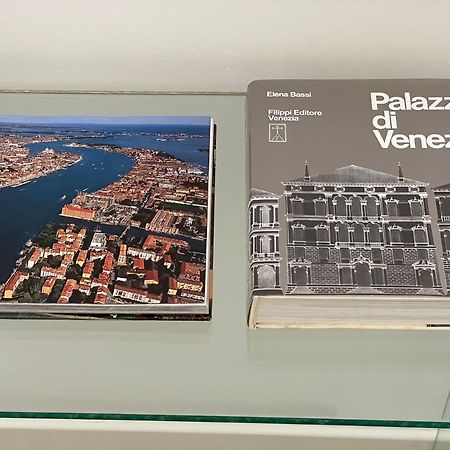 Elena Bassi
Filippi Editore
Venezia
Palazz
di
Venez